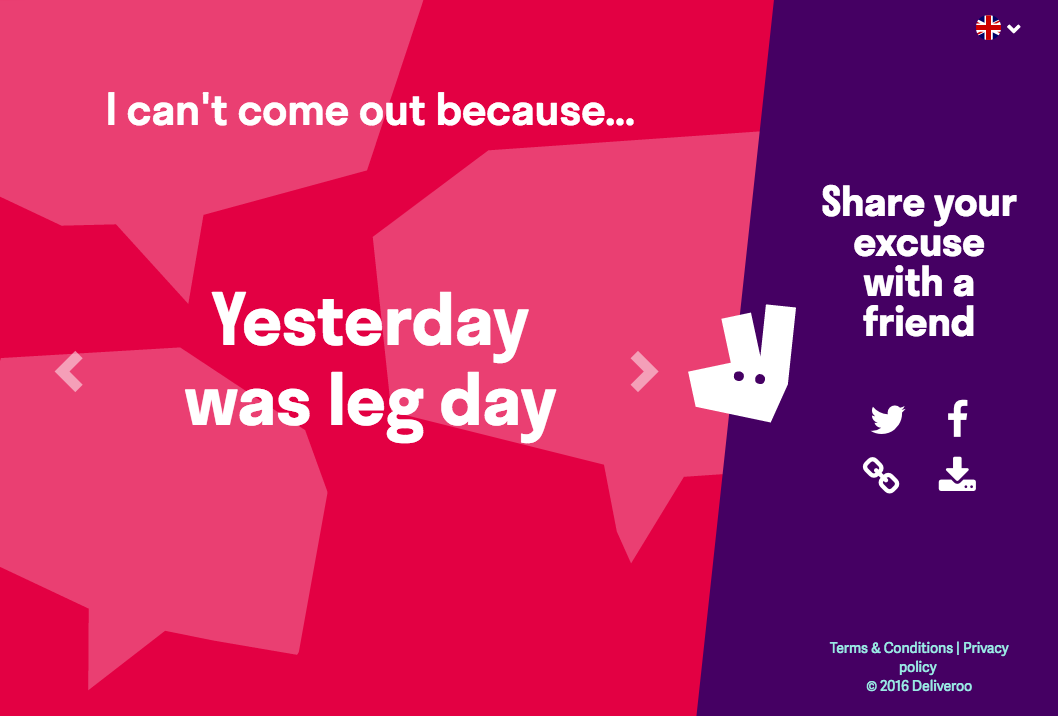 I can't come out because...
Yesterday
was leg day
Share your
excuse
with a
friend
Terms & Conditions | Privacy
policy
© 2016 Deliveroo